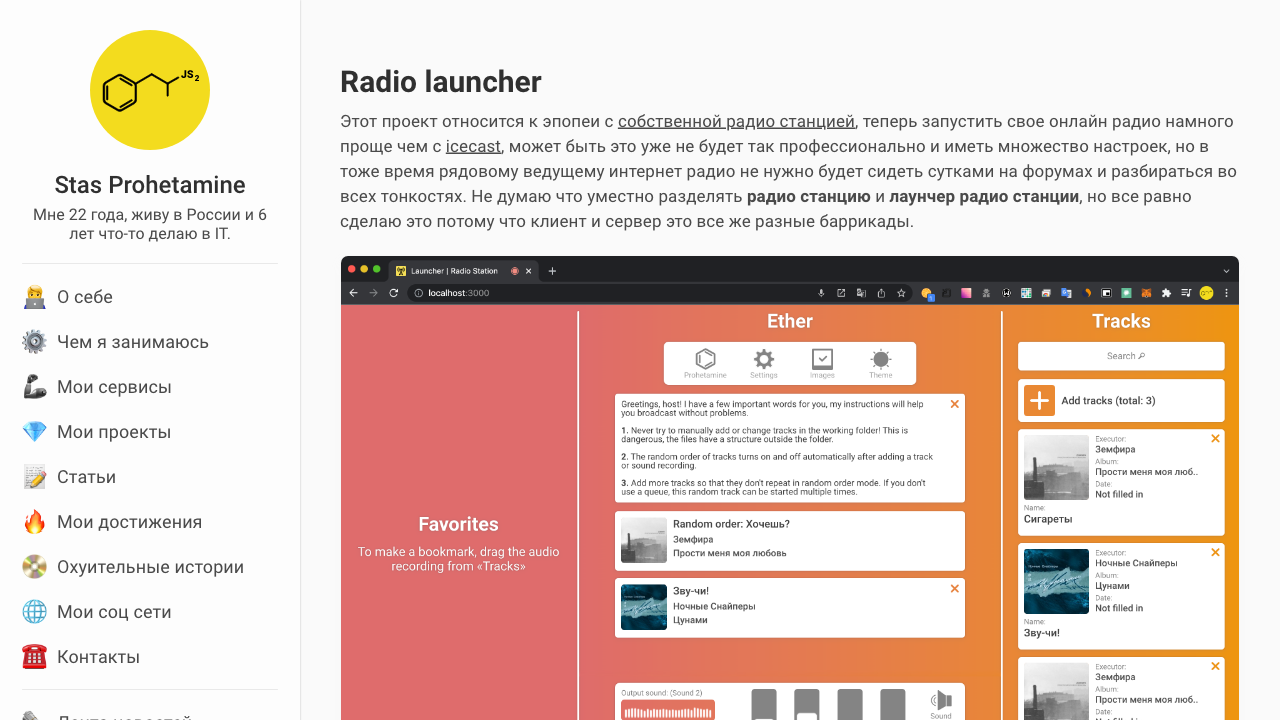 JS2
Stas Prohetamine
Мне 22 года, живу в России и 6
лет что-то делаю в IT.
О себе
Чем я занимаюсь
Мои сервисы
Мои проекты
Статьи
Мои достижения
Охуительные истории
Мои соц сети
Контакты
Radio launcher
Этот проект относится к эпопеи с собственной радио станцией, теперь запустить свое онлайн радио намного
проще чем с icecast, может быть это уже не будет так профессионально и иметь множество настроек, но в
тоже время рядовому ведущему интернет радио не нужно будет сидеть сутками на форумах и разбираться во
всех тонкостях. Не думаю что уместно разделять радио станцию и лаунчер радио станции, но все равно
сделаю это потому что клиент и сервер это все же разные баррикады.
Launcher | Radio Station
localhost:3000
Favorites
To make a bookmark, drag the audio
recording from «Tracks»
Ether
Prohetamine
Settings
Images
Theme
Greetings, host! I have a few important words for you, my instructions will help
you broadcast without problems.
1. Never try to manually add or change tracks in the working folder! This is
dangerous, the files have a structure outside the folder.
2. The random order of tracks turns on and off automatically after adding a track
or sound recording.
3. Add more tracks so that they don't repeat in random order mode. If you don't
use a queue, this random track can be started multiple times.
Random order: Хочешь?
Земфира
Прости меня моя любовь
Зву-чи!
Ночные Снайперы
Цунами
Output sound: (Sound 2)
Sound
Tracks
Search
Add tracks (total: 3)
Executor:
Земфира
Album:
Прости меня моя люб..
Date:
Not filled in
Name:
Сигареты
Executor:
Ночные Снайперы
Album:
Цунами
Date:
Not filled in
Name:
Зву-чи!
Executor:
Земфира
Album:
Прости меня моя люб..
Date:
Not filled in